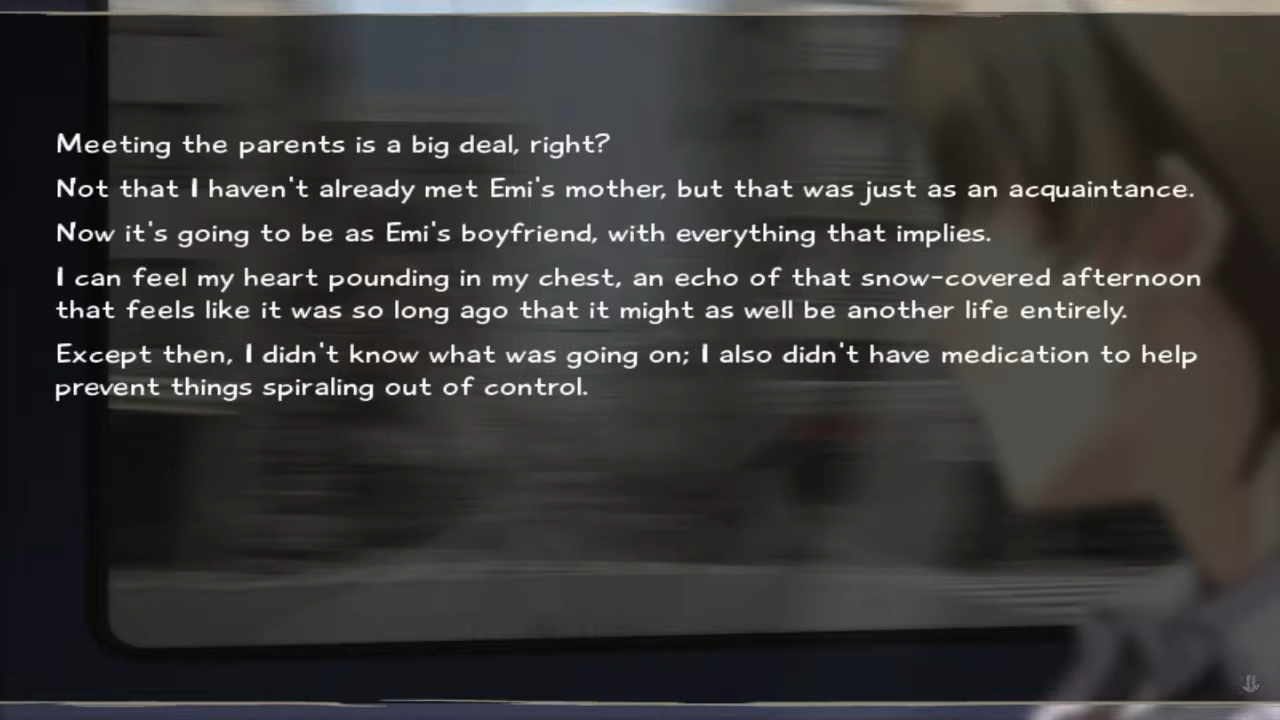 Meeting the parents is a big deal, right?
Not that I haven't already met Emi's mother, but that was just as an acquaintance.
Now it's going to be as Emi's boyfriend, with everything that implies.
I can feel my heart pounding in my chest, an echo of that snow-covered afternoon
that feels like it was so long ago that it might as well be another life entirely.
Except then, I didn't know what was going on; I also didn't have medication to help
prevent things spiraling out of control.